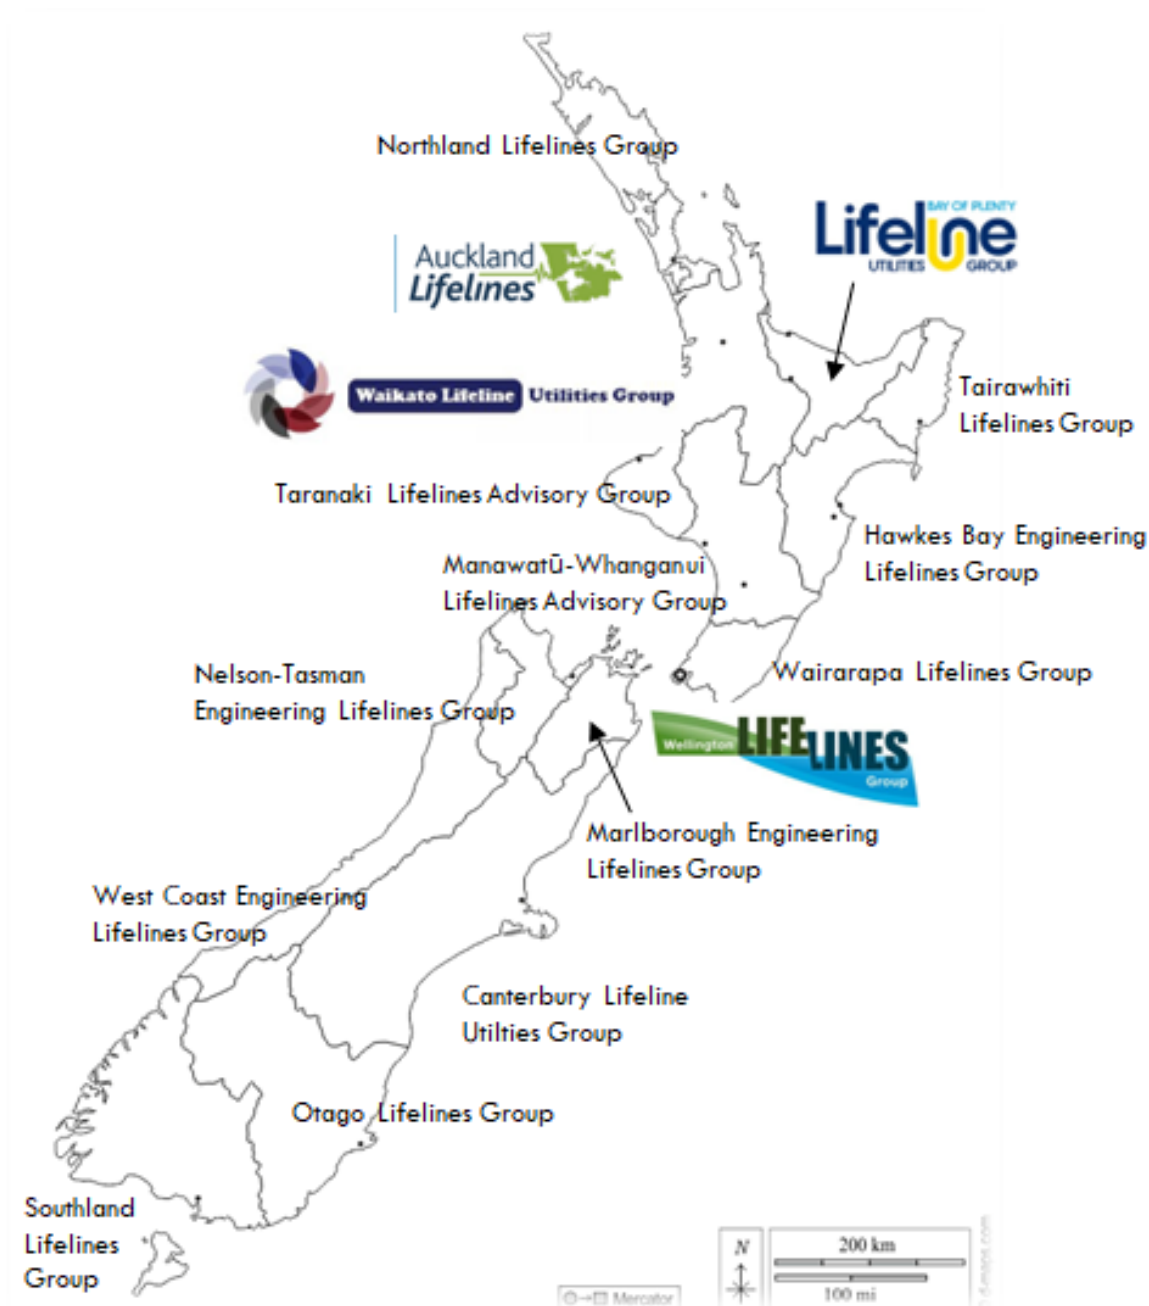 Northland Lifelines Group
BAY OF PLENTY
Lifeline
UTILITIES GROUP
Auckland
Lifelines
Waikato Lifeline Utilities Group
Tairawhiti
Lifelines Group
Taranaki Lifelines Advisory Group
Hawkes Bay Engineering
Lifelines Group
Manawatū-Whanganui
Lifelines Advisory Group
Nelson-Tasman
Engineering Lifelines Group
Wairarapa Lifelines Group
Wellington LIFELINES
Group
Marlborough Engineering
Lifelines Group
West Coast Engineering
Lifelines Group
Canterbury Lifeline
Utilties Group
Otago Lifelines Group
Southland
Lifelines
Group
N
200 km
100 mi
Mercator